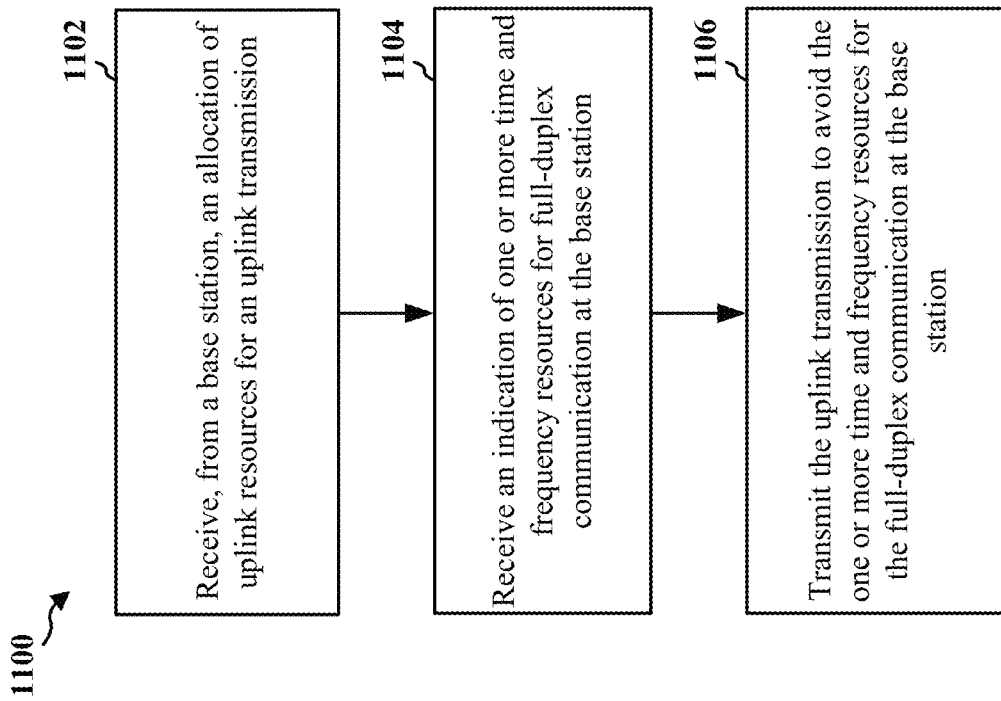 1100
1102
Receive, from a base station, an allocation of
uplink resources for an uplink transmission
1104
Receive an indication of one or more time and
frequency resources for full-duplex
communication at the base station
1106
Transmit the uplink transmission to avoid the
one or more time and frequency resources for
the full-duplex communication at the base
station